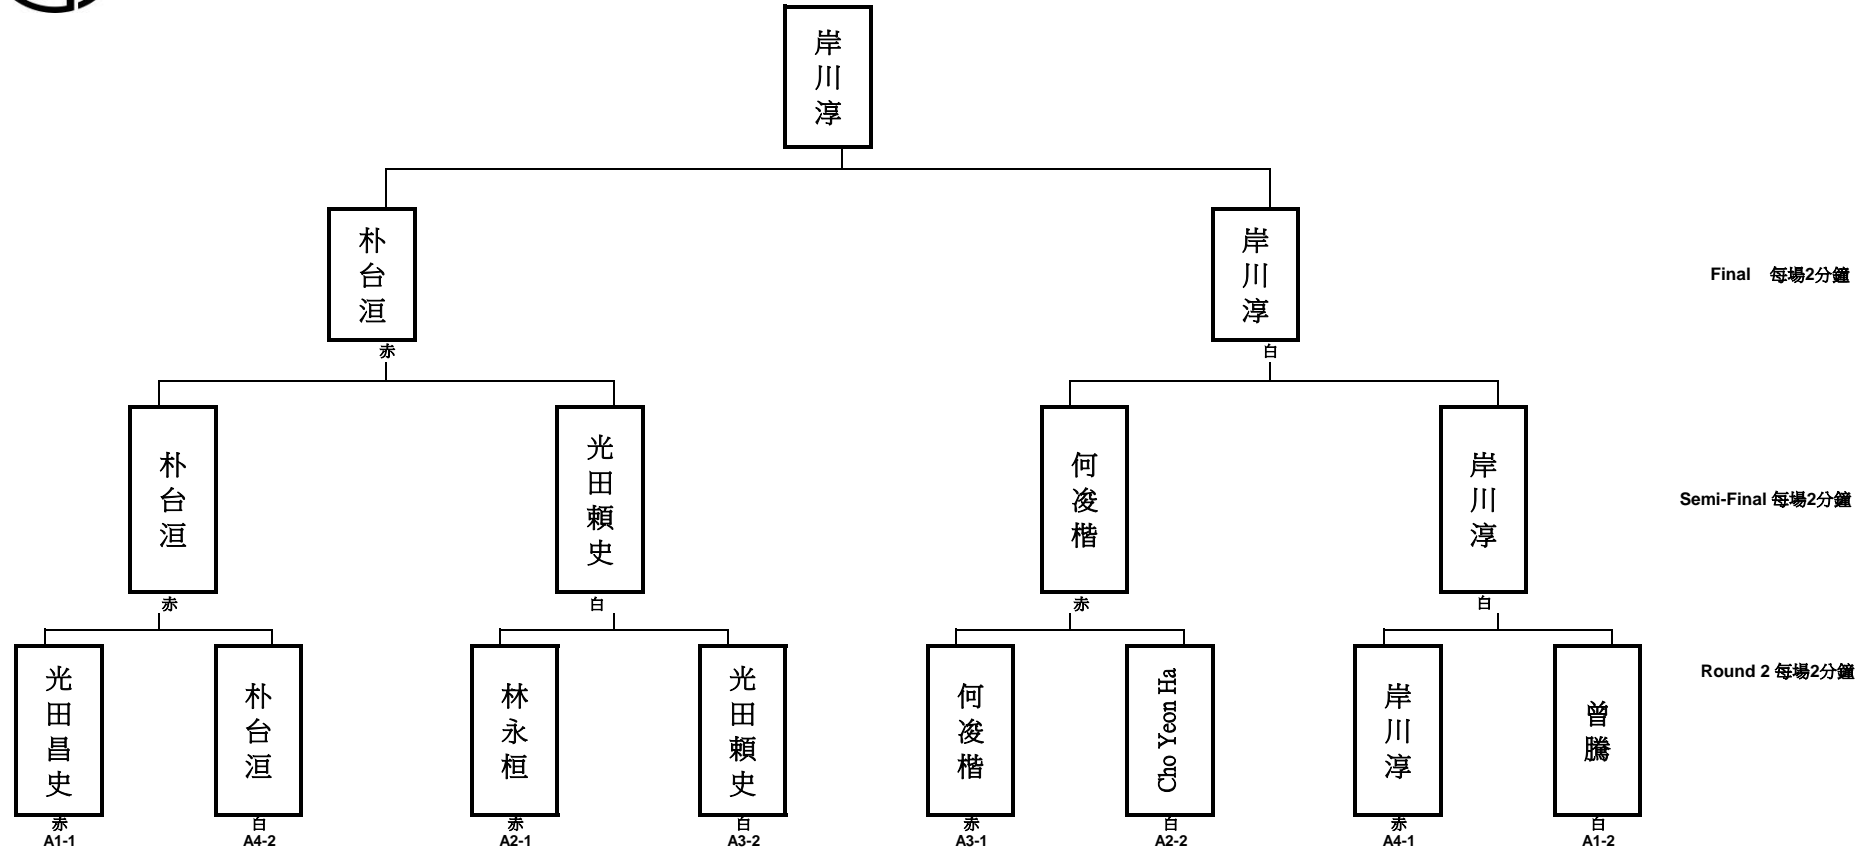 岸川淳
朴台洹
岸川淳
Final 每場2分鐘
赤
白
朴台洹
光田頼史
何凌楷
岸川淳
Semi-Final 每場2分鐘
赤
白
赤
白
光田昌史
朴台洹
林永桓
光田頼史
何凌楷
Cho Yeon Ha
岸川淳
曾騰
Round 2 每場2分鐘
赤
白
赤
白
赤
白
赤
白
A1-1
A4-2
A2-1
A3-2
A3-1
A2-2
A4-1
A1-2